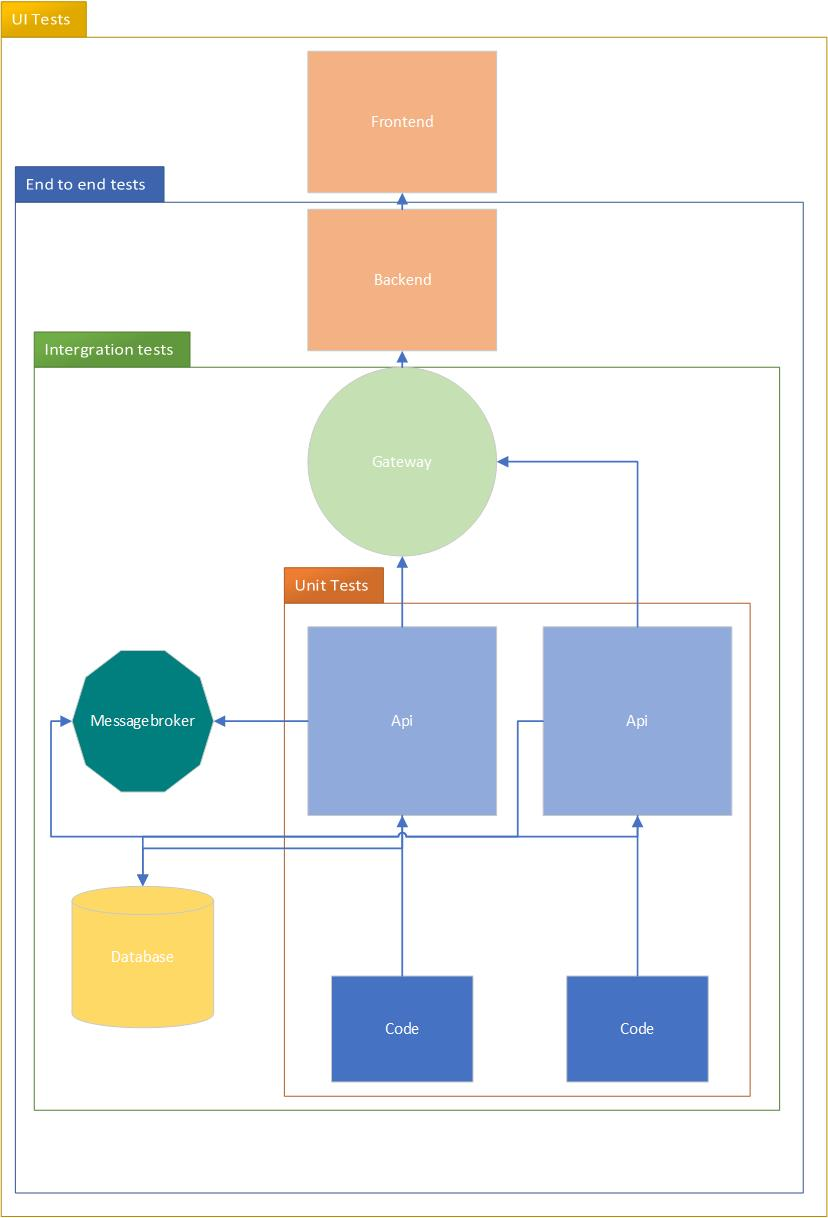 UI Tests
Frontend
End to end tests
Backend
Intergration tests
Gateway
Unit Tests
Messagebroker
Api
Api
Database
Code
Code